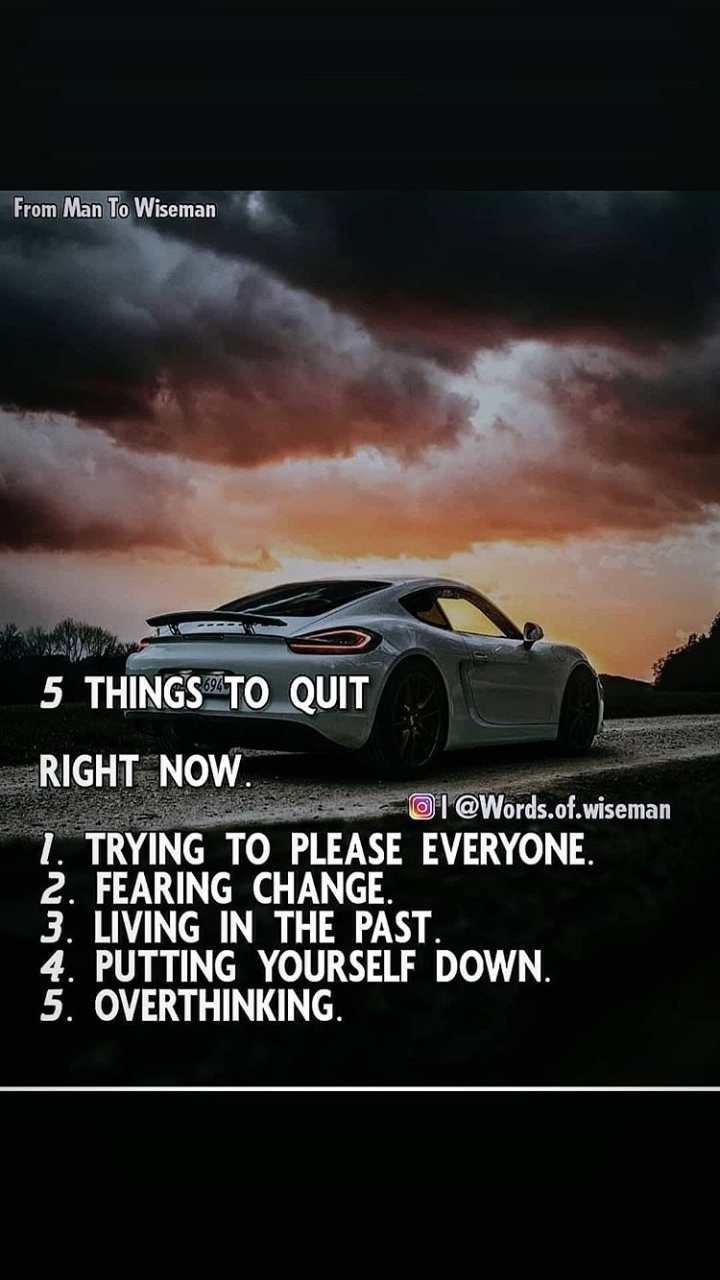 From Man To Wiseman
5 THINGS TO QUIT
RIGHT NOW.
| @Words.of.wiseman
1. TRYING TO PLEASE EVERYONE.
2. FEARING CHANGE.
3. LIVING IN THE PAST.
4. PUTTING YOURSELF DOWN.
5. OVERTHINKING.